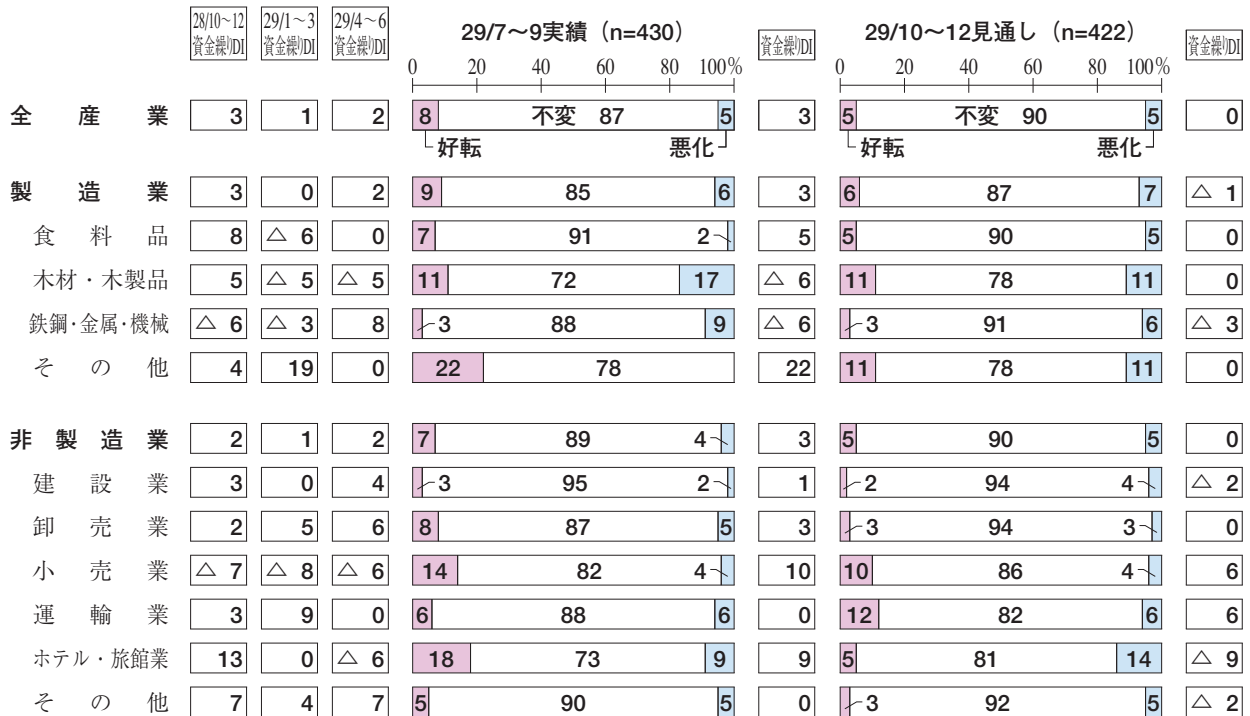 28/10~12 資金繰りDI 29/1~3 資金繰りDI 29/4~6 資金繰りDI 29/7~9実績（n=430） 資金繰りDI 29/10~12見通し（n=422） 資金繰りDI
0 20 40 60 80 100% 0 20 40 60 80 100%
全産業 3 1 2 8 不変 87 5 3 5 不変 90 5 0
好転 悪化 好転 悪化
製造業 3 0 2 9 85 6 3 6 87 7 △ 1
食料品 8 △ 6 0 7 91 2 5 5 90 5 0
木材・木製品 5 △ 5 △ 5 11 72 17 △ 6 11 78 11 0
鉄鋼・金属・機械 △ 6 △ 3 8 3 88 9 △ 6 3 91 6 △ 3
その他 4 19 0 22 78 22 11 78 11 0
非製造業 2 1 2 7 89 4 3 5 90 5 0
建設業 3 0 4 3 95 2 1 2 94 4 △ 2
卸売業 2 5 6 8 87 5 3 3 94 3 0
小売業 △ 7 △ 8 △ 6 14 82 4 10 10 86 4 6
運輸業 3 9 0 6 88 6 0 12 82 6 6
ホテル・旅館業 13 0 △ 6 18 73 9 9 5 81 14 △ 9
その他 7 4 7 5 90 5 0 3 92 5 △ 2